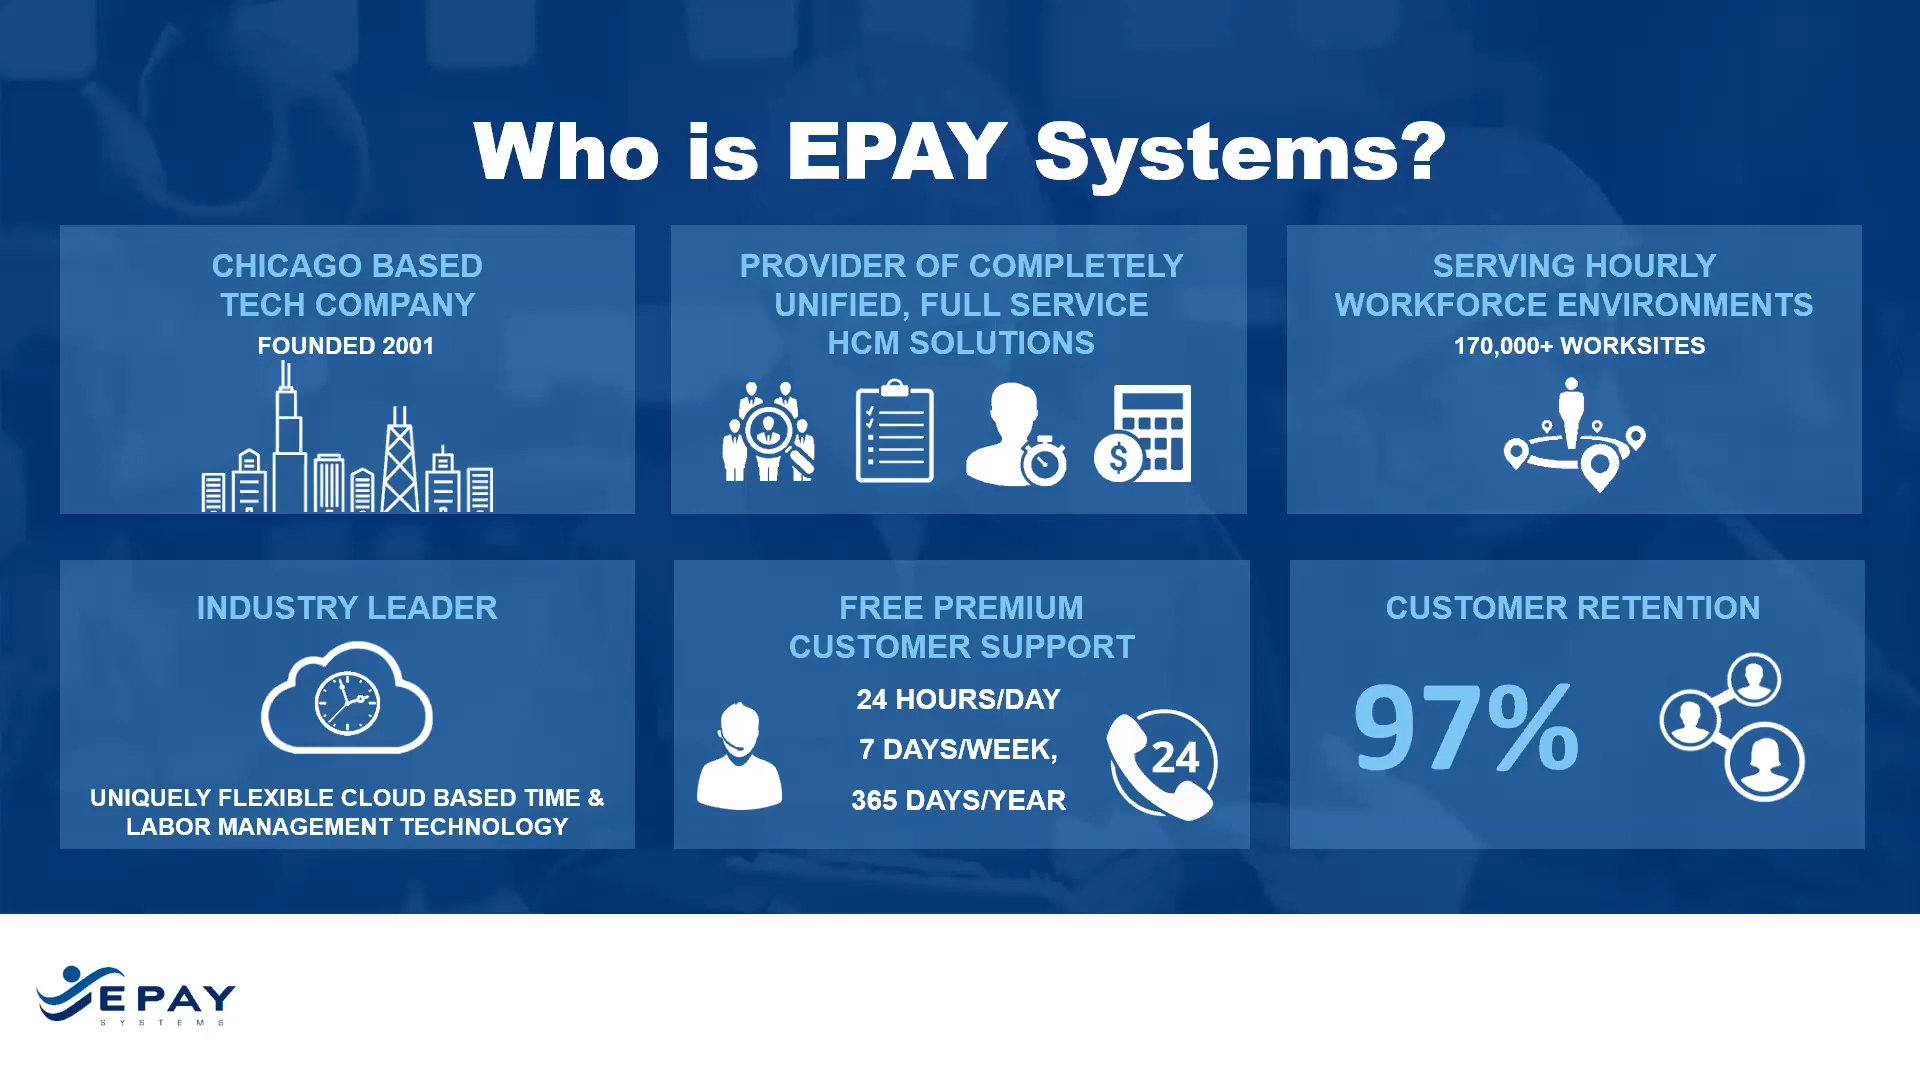 Who is EPAY Systems?
CHICAGO BASED
TECH COMPANY
FOUNDED 2001
PROVIDER OF COMPLETELY
UNIFIED, FULL SERVICE
HCM SOLUTIONS
$
SERVING HOURLY
WORKFORCE ENVIRONMENTS
170,000+ WORKSITES
INDUSTRY LEADER
UNIQUELY FLEXIBLE CLOUD BASED TIME &
LABOR MANAGEMENT TECHNOLOGY
FREE PREMIUM
CUSTOMER SUPPORT
24 HOURS/DAY
7 DAYS/WEEK,
365 DAYS/YEAR
24
CUSTOMER RETENTION
97%
EPAY
SYSTEMS